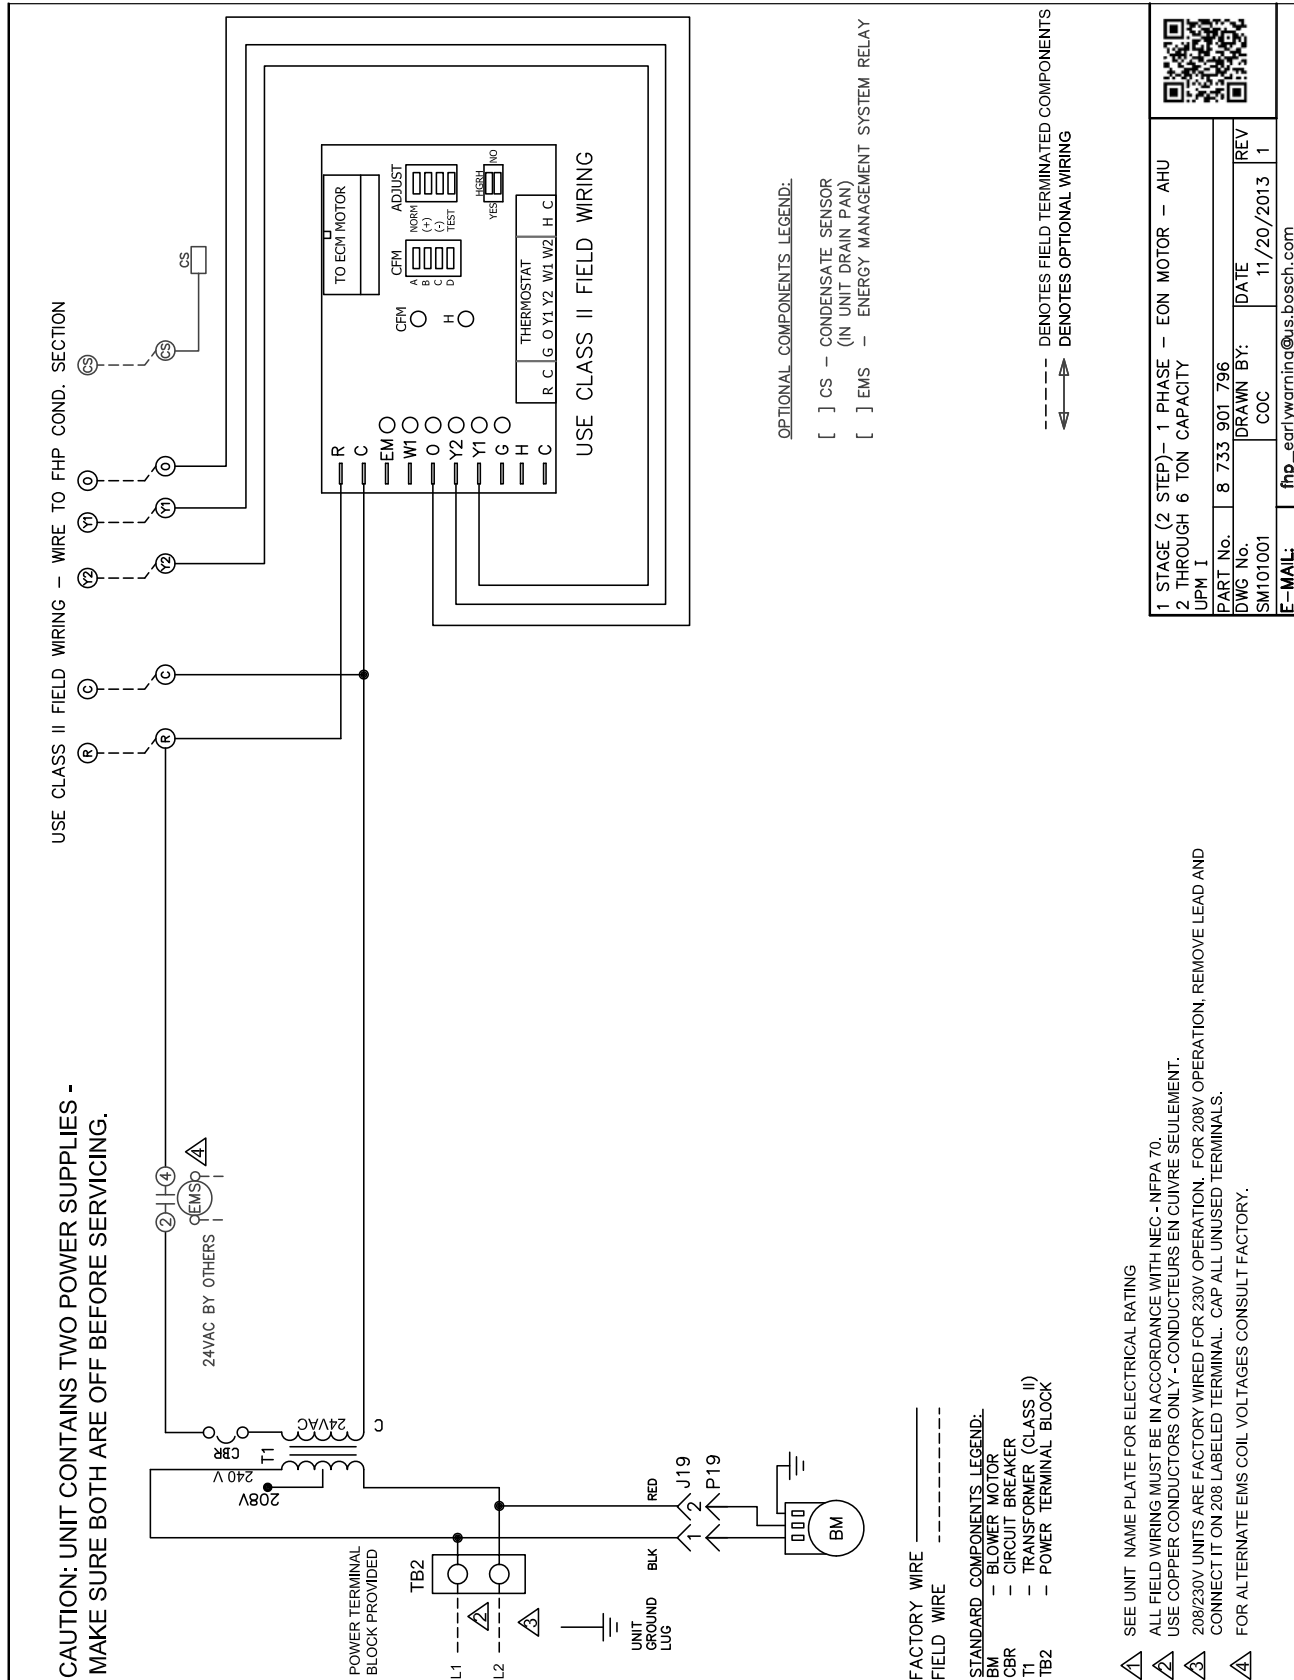 CAUTION: UNIT CONTAINS TWO POWER SUPPLIES -
MAKE SURE BOTH ARE OFF BEFORE SERVICING.
USE CLASS II FIELD WIRING - WIRE TO FHP COND. SECTION
R
C
Y2
Y1
O
CS
R
C
Y2
Y1
O
CS
CS
2
4
EMS
4
24VAC BY OTHERS
CBR
T1
24VAC
C
240 V
208V
POWER TERMINAL
BLOCK PROVIDED
TB2
L1
L2
2
3
UNIT
GROUND
LUG
BLK
RED
1
2
J19
P19
BM
TO ECM MOTOR
CFM
H
CFM
A
B
C
D
ADJUST
NORM
(+)
(-)
TEST
HGRH
YES
NO
THERMOSTAT
R C G O Y1 Y2 W1 W2 H C
R
C
EM
W1
O
Y2
Y1
G
H
C
USE CLASS II FIELD WIRING
FACTORY WIRE
FIELD WIRE
STANDARD COMPONENTS LEGEND:
BM - BLOWER MOTOR
CBR - CIRCUIT BREAKER
T1 - TRANSFORMER (CLASS II)
TB2 - POWER TERMINAL BLOCK
OPTIONAL COMPONENTS LEGEND:
[ ] CS - CONDENSATE SENSOR
(IN UNIT DRAIN PAN)
[ ] EMS - ENERGY MANAGEMENT SYSTEM RELAY
DENOTES FIELD TERMINATED COMPONENTS
DENOTES OPTIONAL WIRING
1 SEE UNIT NAME PLATE FOR ELECTRICAL RATING
2 ALL FIELD WIRING MUST BE IN ACCORDANCE WITH NEC - NFPA 70.
USE COPPER CONDUCTORS ONLY - CONDUCTEURS EN CUIVRE SEULEMENT.
3 208/230V UNITS ARE FACTORY WIRED FOR 230V OPERATION. FOR 208V OPERATION, REMOVE LEAD AND
CONNECT IT ON 208 LABELED TERMINAL. CAP ALL UNUSED TERMINALS.
4 FOR ALTERNATE EMS COIL VOLTAGES CONSULT FACTORY.
1 STAGE (2 STEP)- 1 PHASE - EON MOTOR - AHU
2 THROUGH 6 TON CAPACITY
UPM I
PART No. 8 733 901 796
DWG No. DRAWN BY: DATE REV
SM101001 COC 11/20/2013 1
E-MAIL: fhp_earlywarning@us.bosch.com